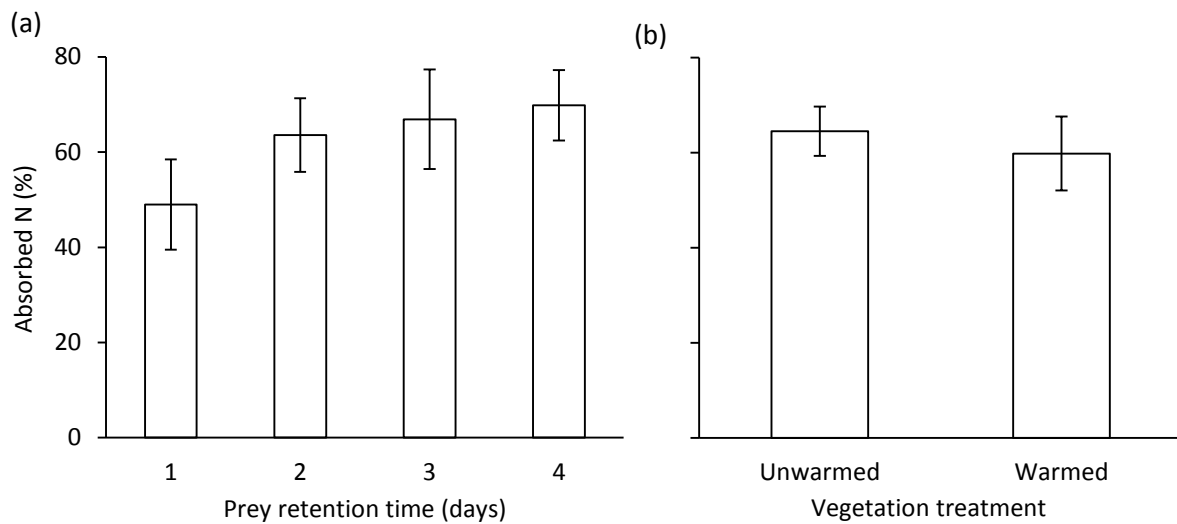 (a)
(b)
80
60
40
20
0
Absorbed N (%)
1 2 3 4
Prey retention time (days)
Unwarmed Warmed
Vegetation treatment